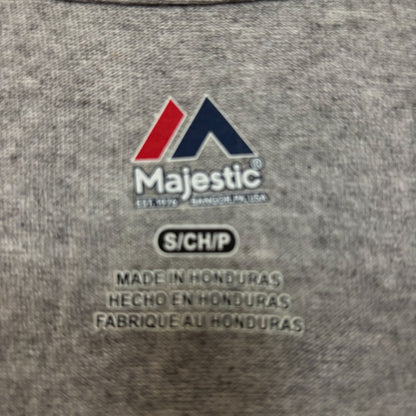 Majestic®
EST. 1976 BANGOR, PA, USA
S/CH/P
MADE IN HONDURAS
HECHO EN HONDURAS
FABRIQUE AU HONDURAS